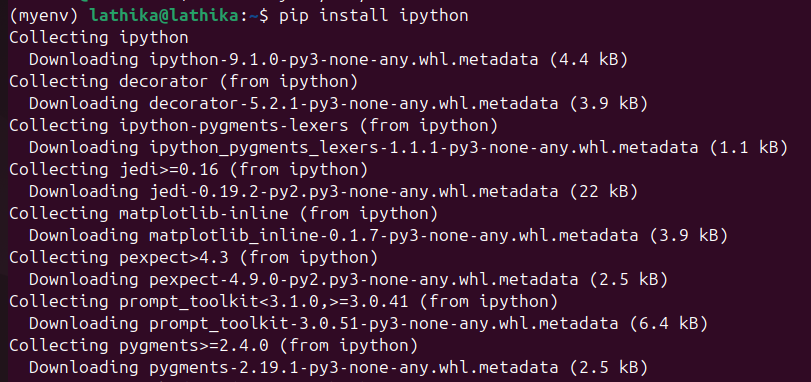 (myenv) lathika@lathika:~$ pip install ipython
Collecting ipython
  Downloading ipython-9.1.0-py3-none-any.whl.metadata (4.4 kB)
Collecting decorator (from ipython)
  Downloading decorator-5.2.1-py3-none-any.whl.metadata (3.9 kB)
Collecting ipython-pygments-lexers (from ipython)
  Downloading ipython_pygments_lexers-1.1.1-py3-none-any.whl.metadata (1.1 kB)
Collecting jedi>=0.16 (from ipython)
  Downloading jedi-0.19.2-py2.py3-none-any.whl.metadata (22 kB)
Collecting matplotlib-inline (from ipython)
  Downloading matplotlib_inline-0.1.7-py3-none-any.whl.metadata (3.9 kB)
Collecting pexpect>4.3 (from ipython)
  Downloading pexpect-4.9.0-py2.py3-none-any.whl.metadata (2.5 kB)
Collecting prompt_toolkit<3.1.0,>=3.0.41 (from ipython)
  Downloading prompt_toolkit-3.0.51-py3-none-any.whl.metadata (6.4 kB)
Collecting pygments>=2.4.0 (from ipython)
  Downloading pygments-2.19.1-py3-none-any.whl.metadata (2.5 kB)